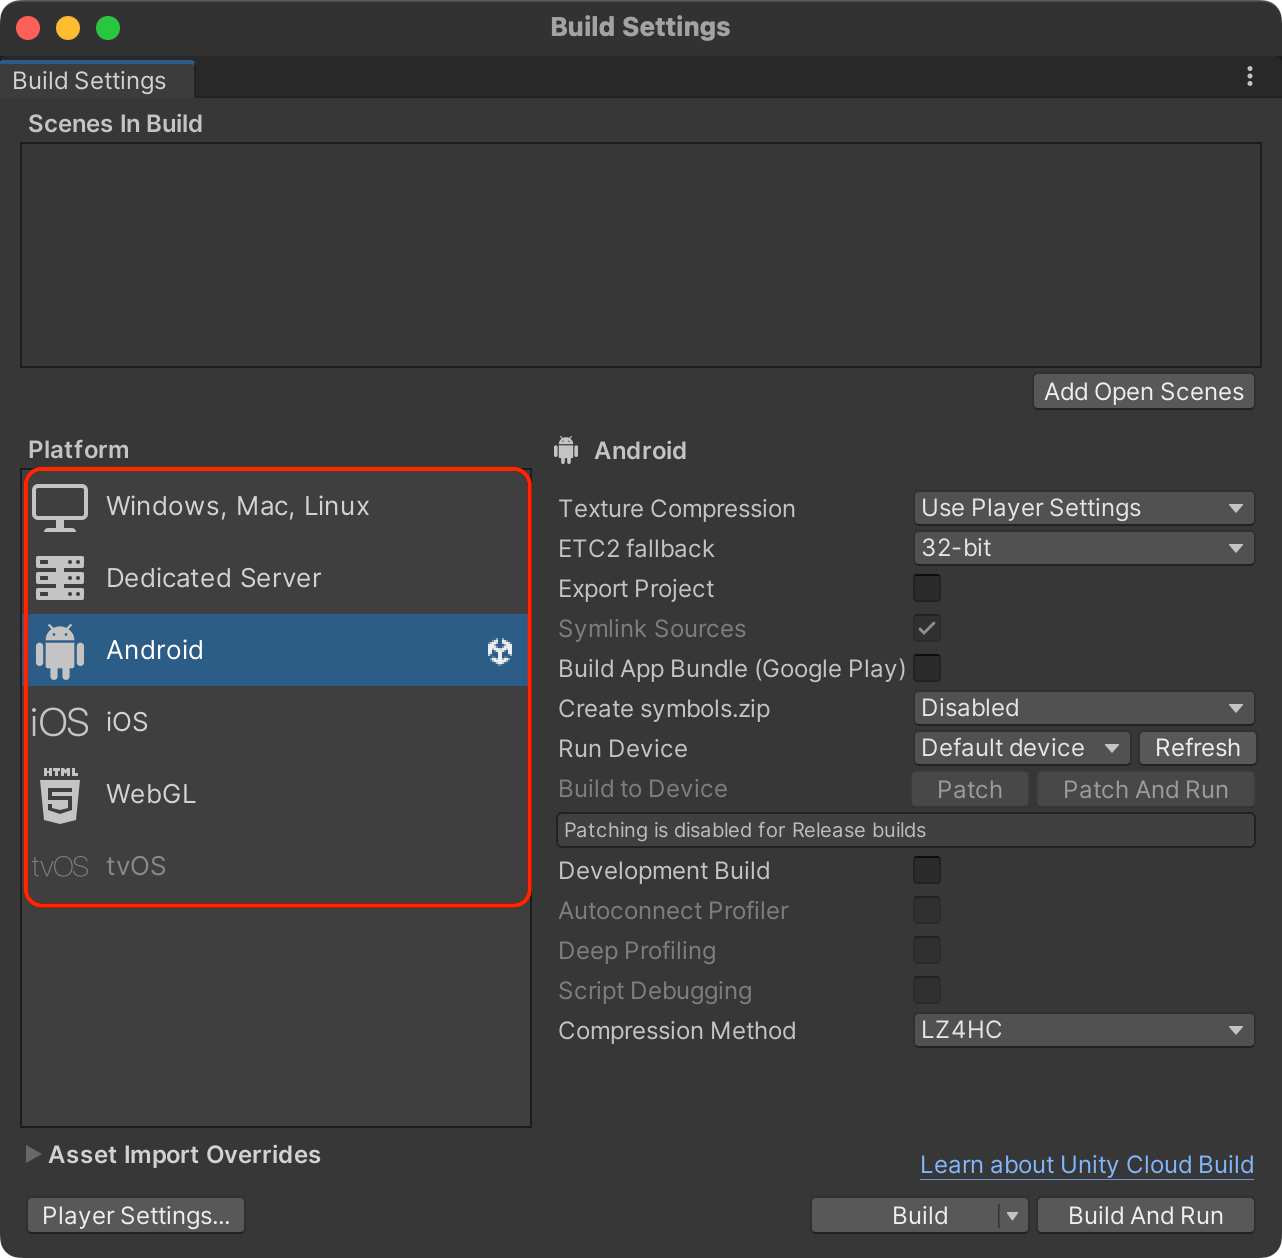 Build Settings
Build Settings
Scenes In Build
Add Open Scenes
Platform
Windows, Mac, Linux
Dedicated Server
Android
iOS iOS
HTML
5 WebGL
tvOS tvOS
Android
Texture Compression Use Player Settings
ETC2 fallback 32-bit
Export Project
Symlink Sources
Build App Bundle (Google Play)
Create symbols.zip Disabled
Run Device Default device Refresh
Build to Device Patch Patch And Run
Patching is disabled for Release builds
Development Build
Autoconnect Profiler
Deep Profiling
Script Debugging
Compression Method LZ4HC
Asset Import Overrides
Learn about Unity Cloud Build
Player Settings... Build Build And Run